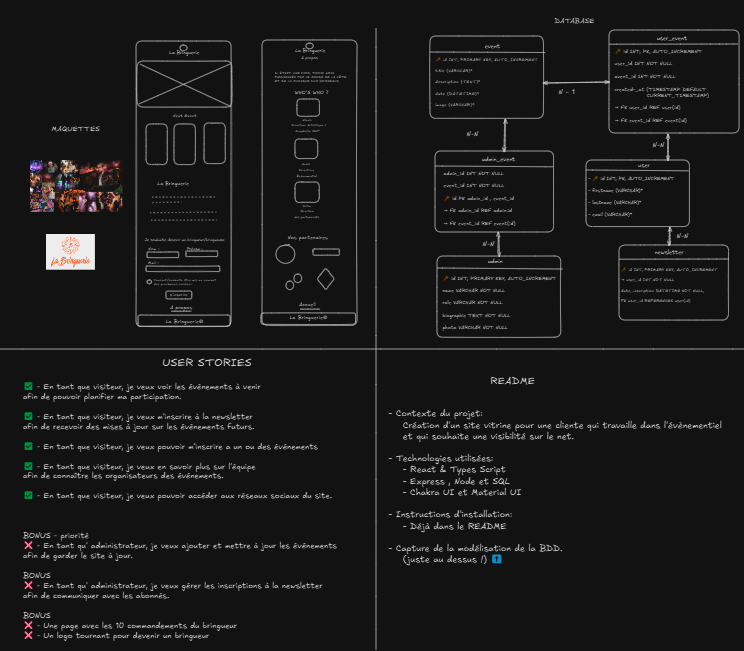 MAQUETTES
La Bringuerie
La Bringuerie
Next Event
La Bringuerie
Je souhaite devenir un bringueur/bringueuse
Nom :
Prénom :
Mail :
A propos
La Bringuerie®
La Bringuerie
A propos
WHO'S WHO ?
Nos partenaires
Accueil
La Bringuerie®
DATABASE
event
id INT, PRIMARY KEY, AUTO_INCREMENT
title (VARCHAR)*
description (TEXT)*
date (DATETIME)*
image (VARCHAR)*
N - 1
user_event
id INT, PK, AUTO_INCREMENT
user_id INT NOT NULL
event_id INT NOT NULL
created_at (TIMESTAMP DEFAULT
CURRENT_TIMESTAMP)
→ FK user_id REF user(id)
→ FK event_id REF event(id)
N-N
N-N
admin_event
admin_id INT NOT NULL
event_id INT NOT NULL
id PK admin_id , event_id
→ FK admin_id REF admin(id)
→ FK event_id REF event(id)
user
- id INT, PK, AUTO_INCREMENT
- firstname (VARCHAR)*
- lastname (VARCHAR)*
- email (VARCHAR)*
N-N
N-N
admin
id INT, PRIMARY KEY, AUTO_INCREMENT
name VARCHAR NOT NULL
role VARCHAR NOT NULL
biographie TEXT NOT NULL
photo VARCHAR NOT NULL
newsletter
id INT, PRIMARY KEY, AUTO_INCREMENT
→ user_id INT NOT NULL
date_inscription DATETIME NOT NULL,
FK user_id REFERENCES user(id)
USER STORIES
✅ - En tant que visiteur, je veux voir les événements à venir
afin de pouvoir planifier ma participation.
✅ - En tant que visiteur, je veux m'inscrire à la newsletter
afin de recevoir des mises à jour sur les événements futurs.
✅ - En tant que visiteur, je veux pouvoir m'inscrire a un ou des événements
✅ - En tant que visiteur, je veux en savoir plus sur l'équipe
afin de connaître les organisateurs des événements.
✅ - En tant que visiteur, je veux pouvoir accéder aux réseaux sociaux du site.
BONUS - priorité
❌ - En tant qu' administrateur, je veux ajouter et mettre à jour les événements
afin de garder le site à jour.
BONUS
❌ - En tant qu' administrateur, je veux gérer les inscriptions à la newsletter
afin de communiquer avec les abonnés.
BONUS
❌ - Une page avec les 10 commandements du bringueur
❌ - Un logo tournant pour devenir un bringueur
README
- Contexte du projet:
Création d'un site vitrine pour une cliente qui travaille dans l'événementiel
et qui souhaite une visibilité sur le net.
- Technologies utilisées:
- React & Types Script
- Express , Node et SQL
- Chakra UI et Material UI
- Instructions d'installation:
- Déjà dans le README
- Capture de la modélisation de la BDD.
(juste au dessus !) ⬆️